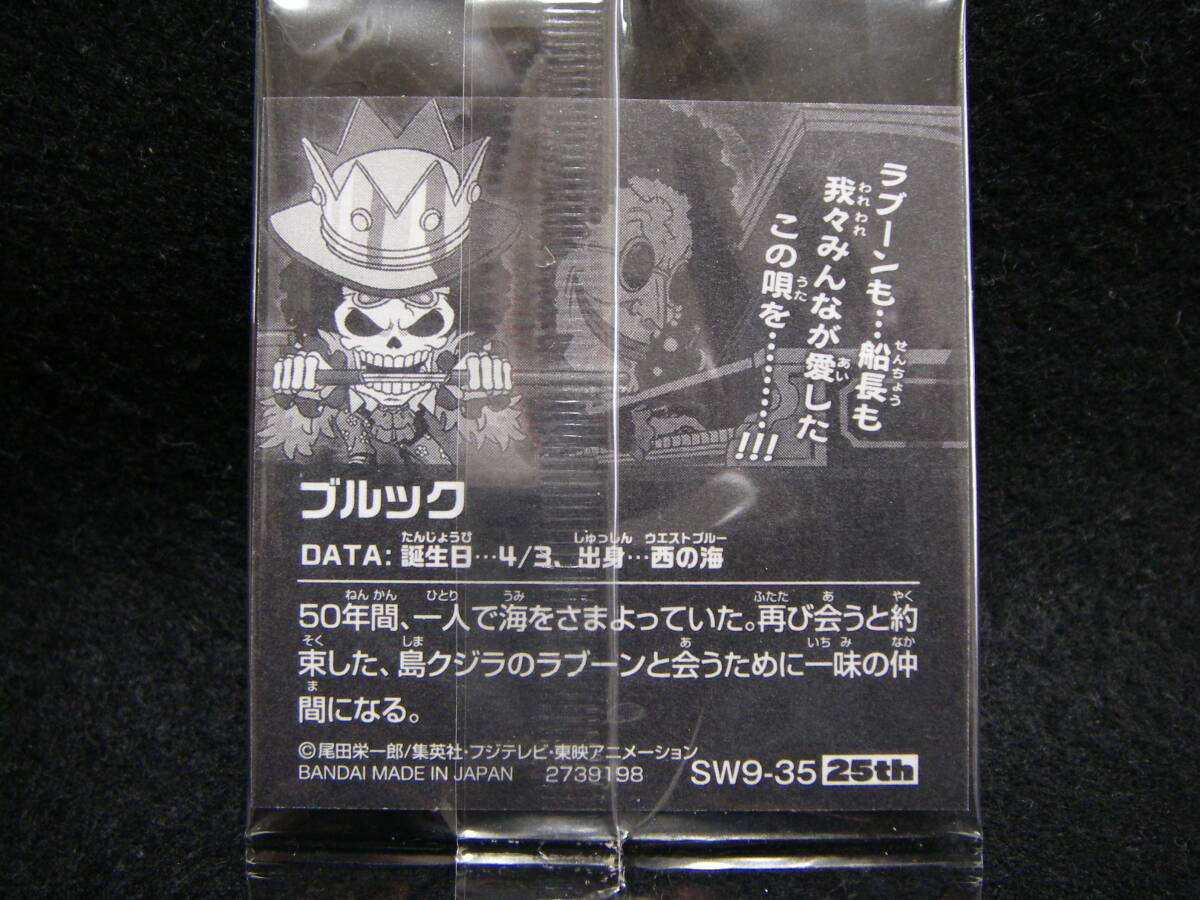 ラブーンも…船長も
我々みんなが愛した
この唄を…………!!!
ブルック
DATA: 誕生日…4/3、出身…西の海
50年間、一人で海をさまよっていた。再び会うと約
束した、島クジラのラブーンと会うために一味の仲
間になる。
©尾田栄一郎/集英社・フジテレビ・東映アニメーション
BANDAI MADE IN JAPAN 2739198 SW9-35 25th